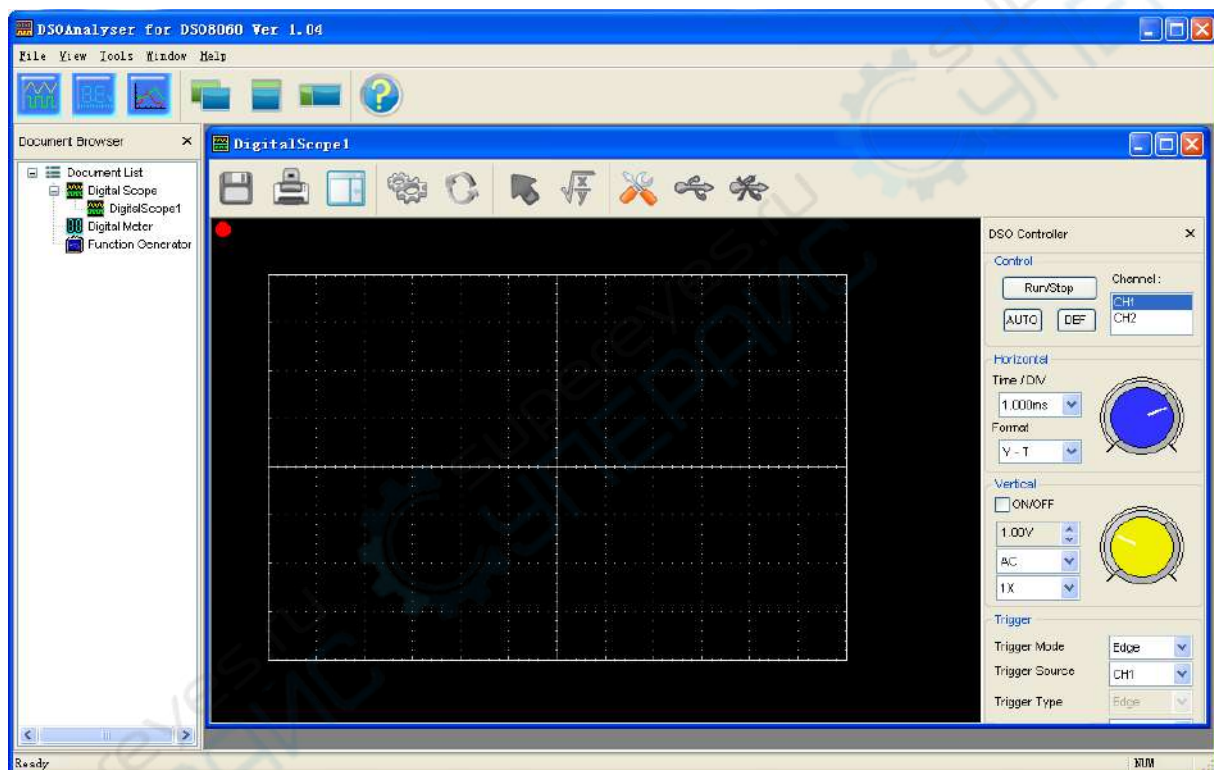 DSOAnalyser for DSO8060 Ver 1.04
File View Tools Window Help
Document Browser
Document List
Digital Scope
DigitalScope1
Digital Meter
Function Generator
DigitalScope1
DSO Controller
Control
Run/Stop
Channel :
AUTO
DEF
CH1
CH2
Horizontal
Time / DIV
1.000ms
Format
Y - T
Vertical
ON/OFF
1.00V
AC
1X
Trigger
Trigger Mode
Edge
Trigger Source
CH1
Trigger Type
Edge
Ready
NUM